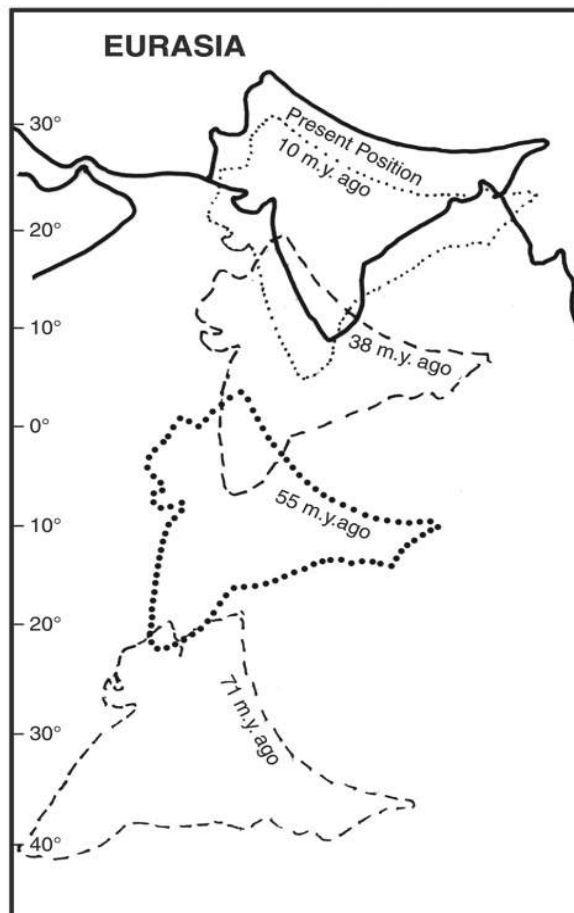 EURASIA
30°
Present Position
10 m.y. ago
20°
10°
38 m.y. ago
0°
55 m.y.ago
10°
20°
71 m.y. ago
30°
40°